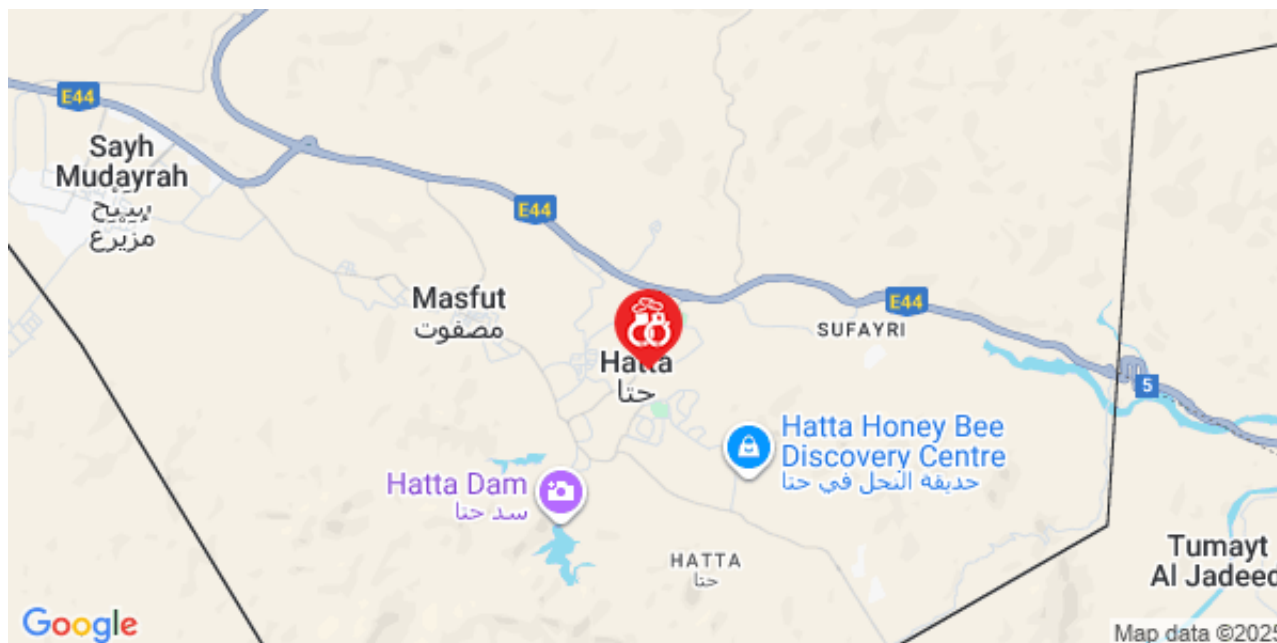 E44
Sayh
Mudayrah
سيح
مزيرع
E44
Masfut
مصفوت
E44
SUFAYRI
Hatta
حتا
5
Hatta Honey Bee
Discovery Centre
حديقة النحل في حتا
Hatta Dam
سد حتا
HATTA
حتا
Tumayt
Al Jadeed
Google
Map data ©2025